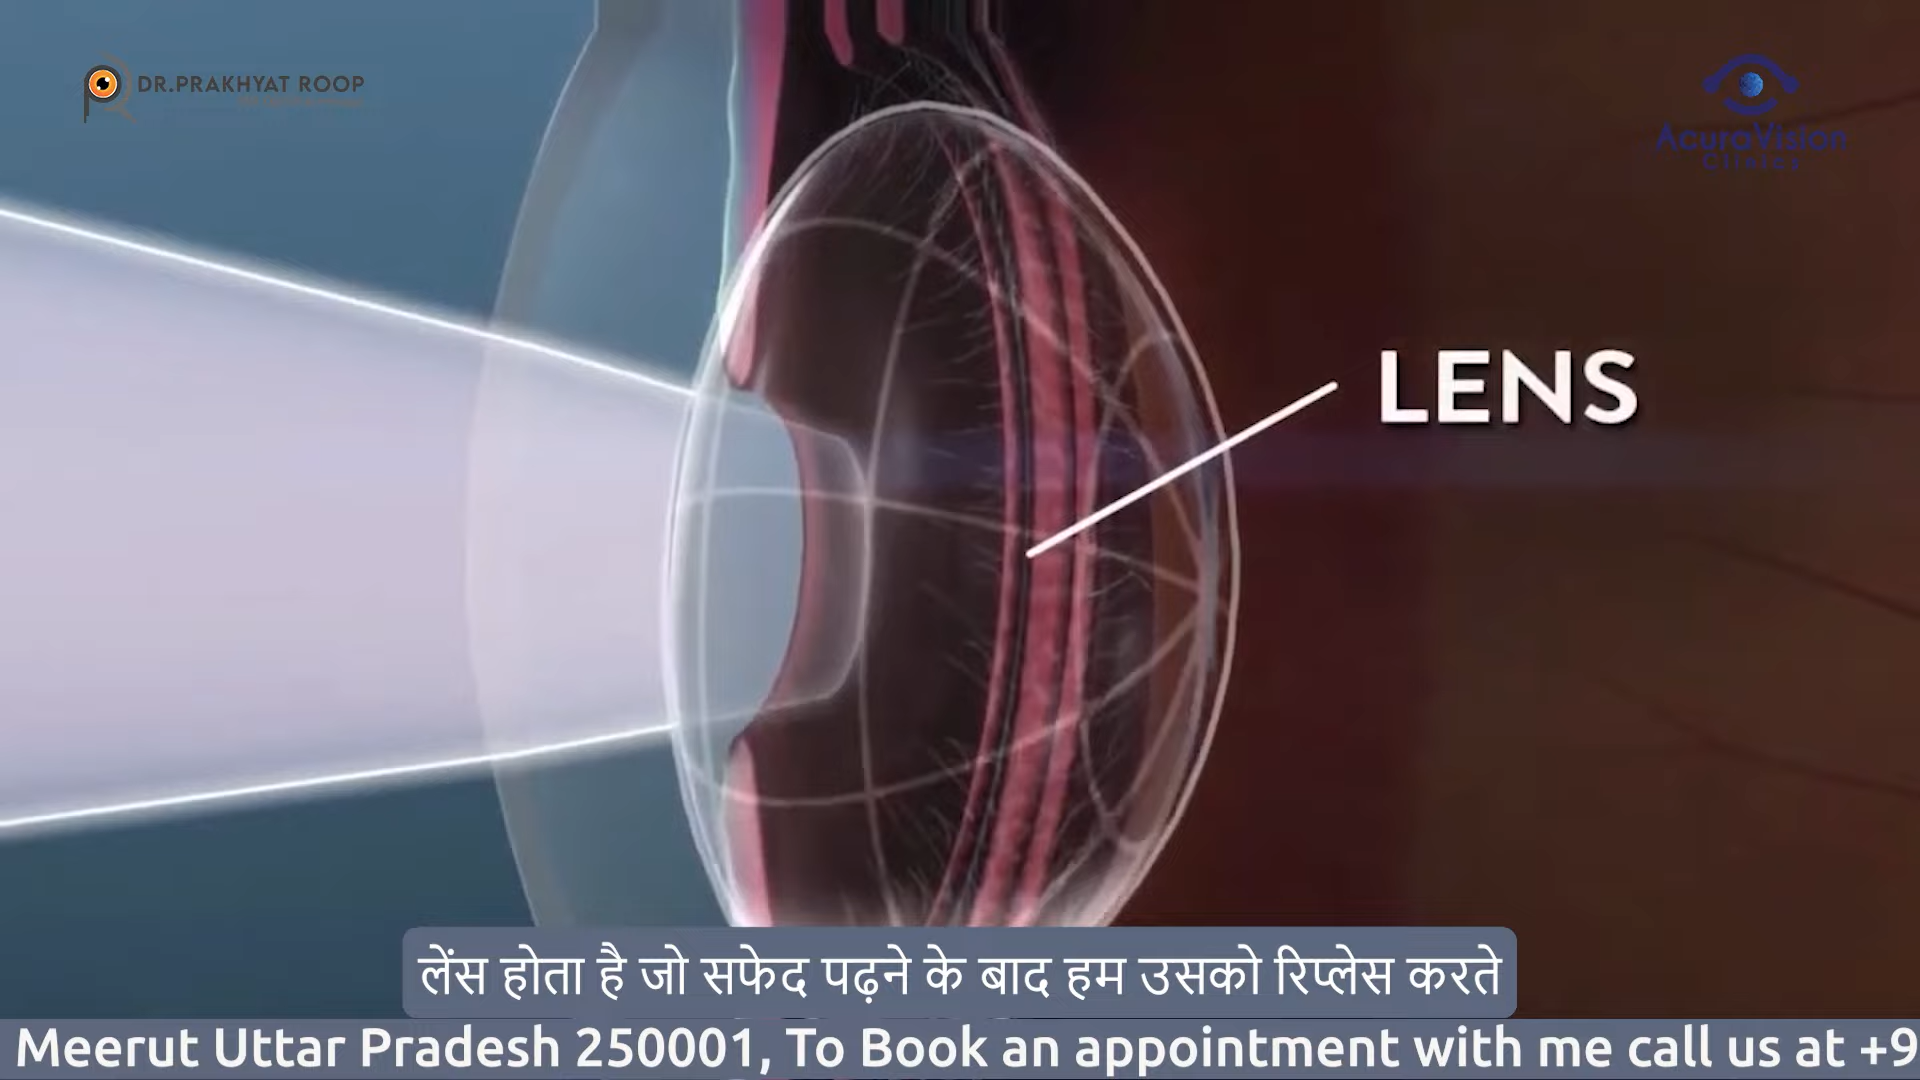 DR.PRAKHYAT ROOP
AcuraVision
Clinics
LENS
लेंस होता है जो सफेद पढ़ने के बाद हम उसको रिप्लेस करते
Meerut Uttar Pradesh 250001, To Book an appointment with me call us at +9